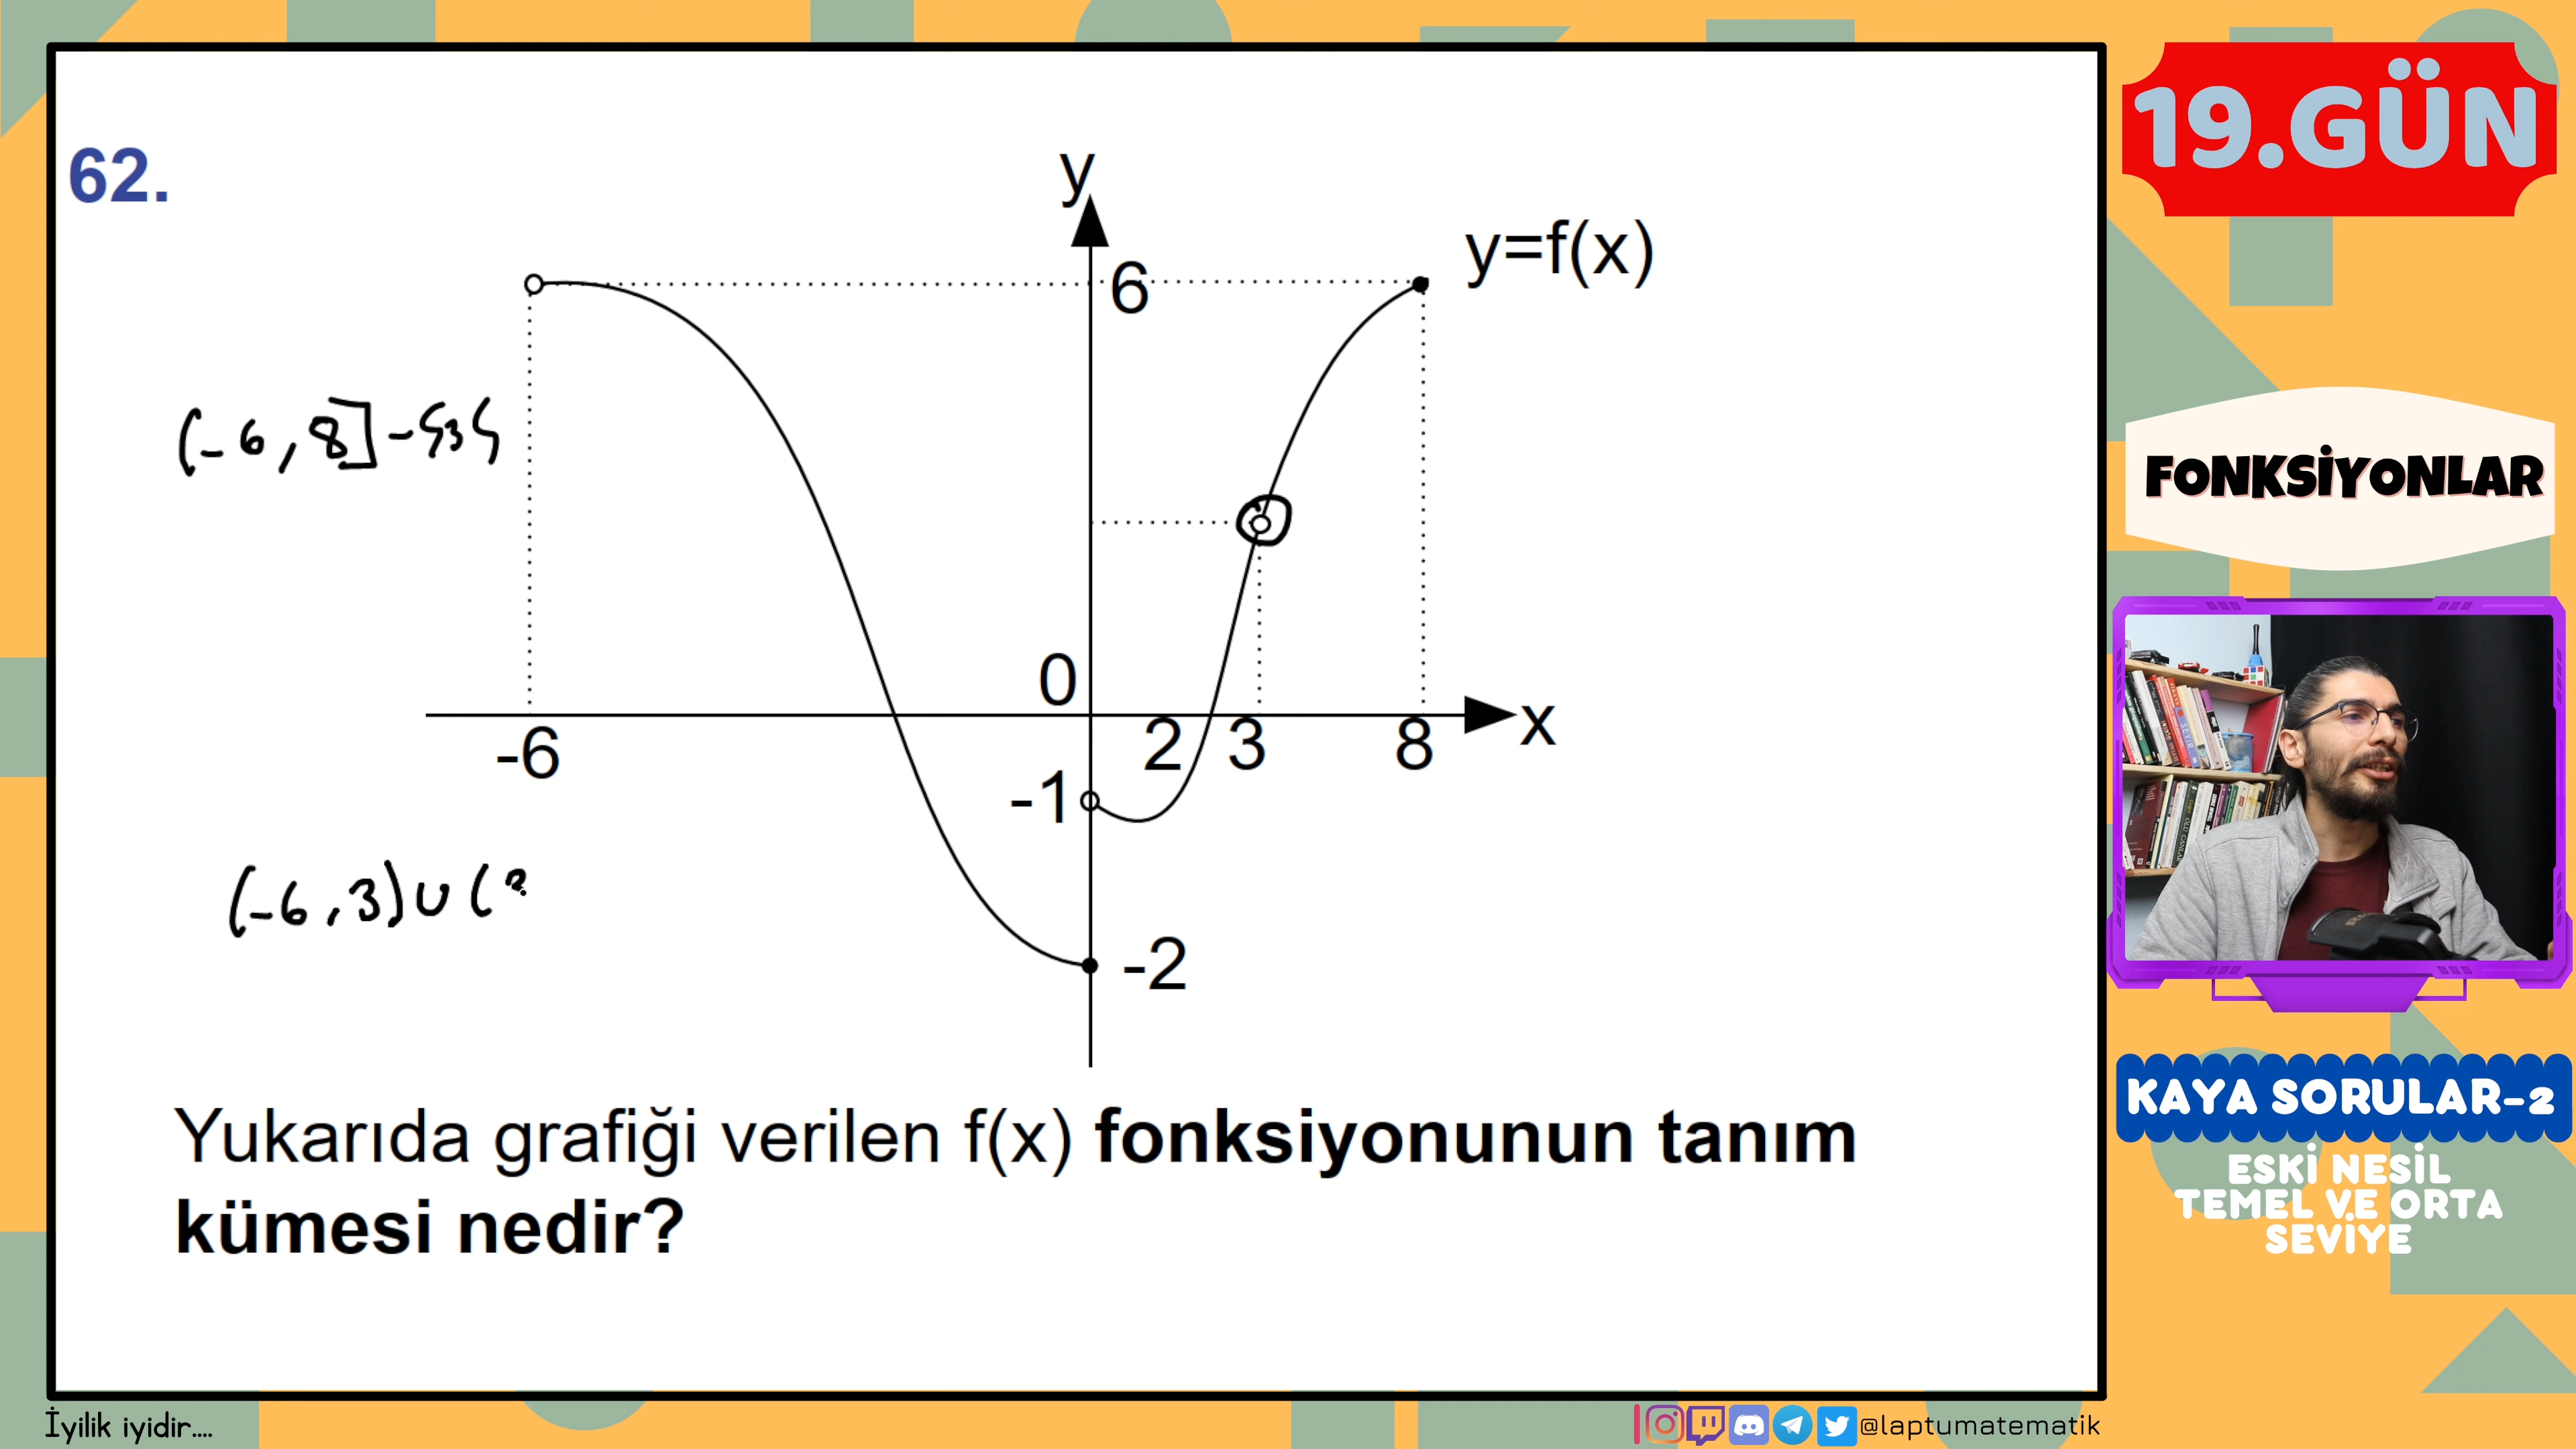 19.GÜN
62.
y
y=f(x)
6
(-6,8]-{3}
FONKSİYONLAR
0
x
-6
2
3
8
-1
(-6,3)∪(
-2
KAYA SORULAR-2
ESKİ NESİL
TEMEL VE ORTA
SEVİYE
Yukarıda grafiği verilen f(x) fonksiyonunun tanım
kümesi nedir?
İyilik iyidir....
@laptumatematik